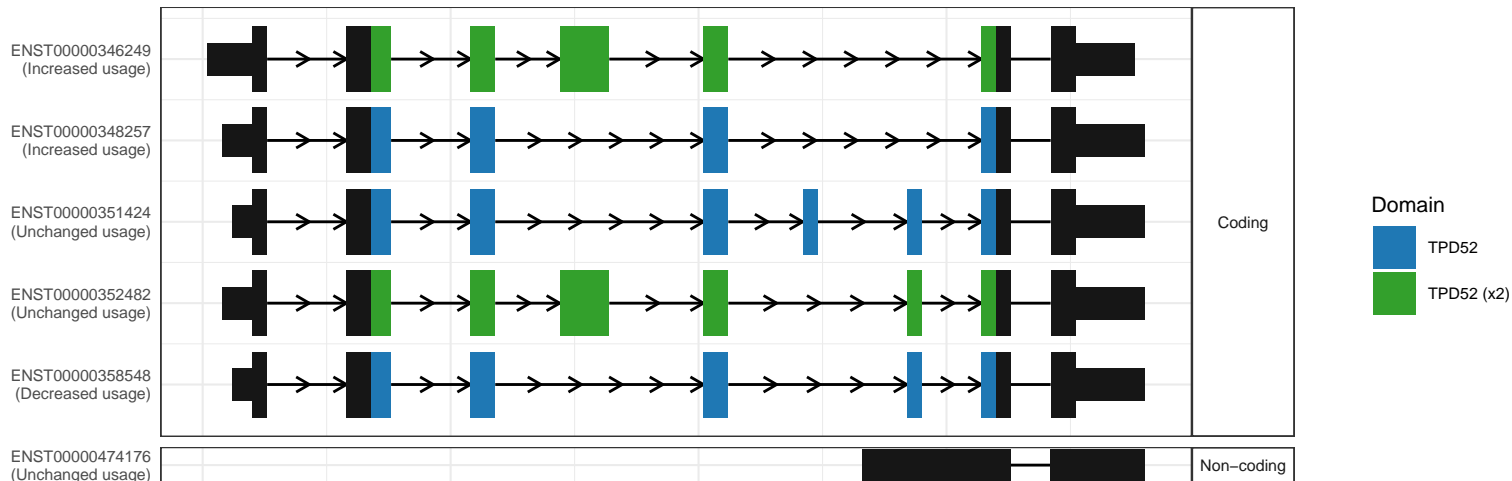 ENST00000346249
(Increased usage)
ENST00000348257
(Increased usage)
ENST00000351424
(Unchanged usage)
ENST00000352482
(Unchanged usage)
ENST00000358548
(Decreased usage)
ENST00000474176
(Unchanged usage)
Coding
Non−coding
Domain
TPD52
TPD52 (x2)